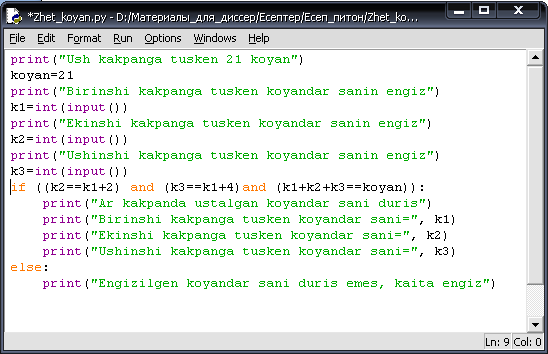 *Zhet_koyan.py - D:/Материалы_для_диссер/Есептер/Есеп_питон/Zhet_ko...
File Edit Format Run Options Windows Help
print("Ush kakpanga tusken 21 koyan")
koyan=21
print("Birinshi kakpanga tusken koyandar sanin engiz")
k1=int(input())
print("Ekinshi kakpanga tusken koyandar sanin engiz")
k2=int(input())
print("Ushinshi kakpanga tusken koyandar sanin engiz")
k3=int(input())
if ((k2==k1+2) and (k3==k1+4)and (k1+k2+k3==koyan)):
    print("Ar kakpanda ustalgan koyandar sani duris")
    print("Birinshi kakpanga tusken koyandar sani=", k1)
    print("Ekinshi kakpanga tusken koyandar sani=", k2)
    print("Ushinshi kakpanga tusken koyandar sani=", k3)
else:
    print("Engizilgen koyandar sani duris emes, kaita engiz")
Ln: 9 Col: 0